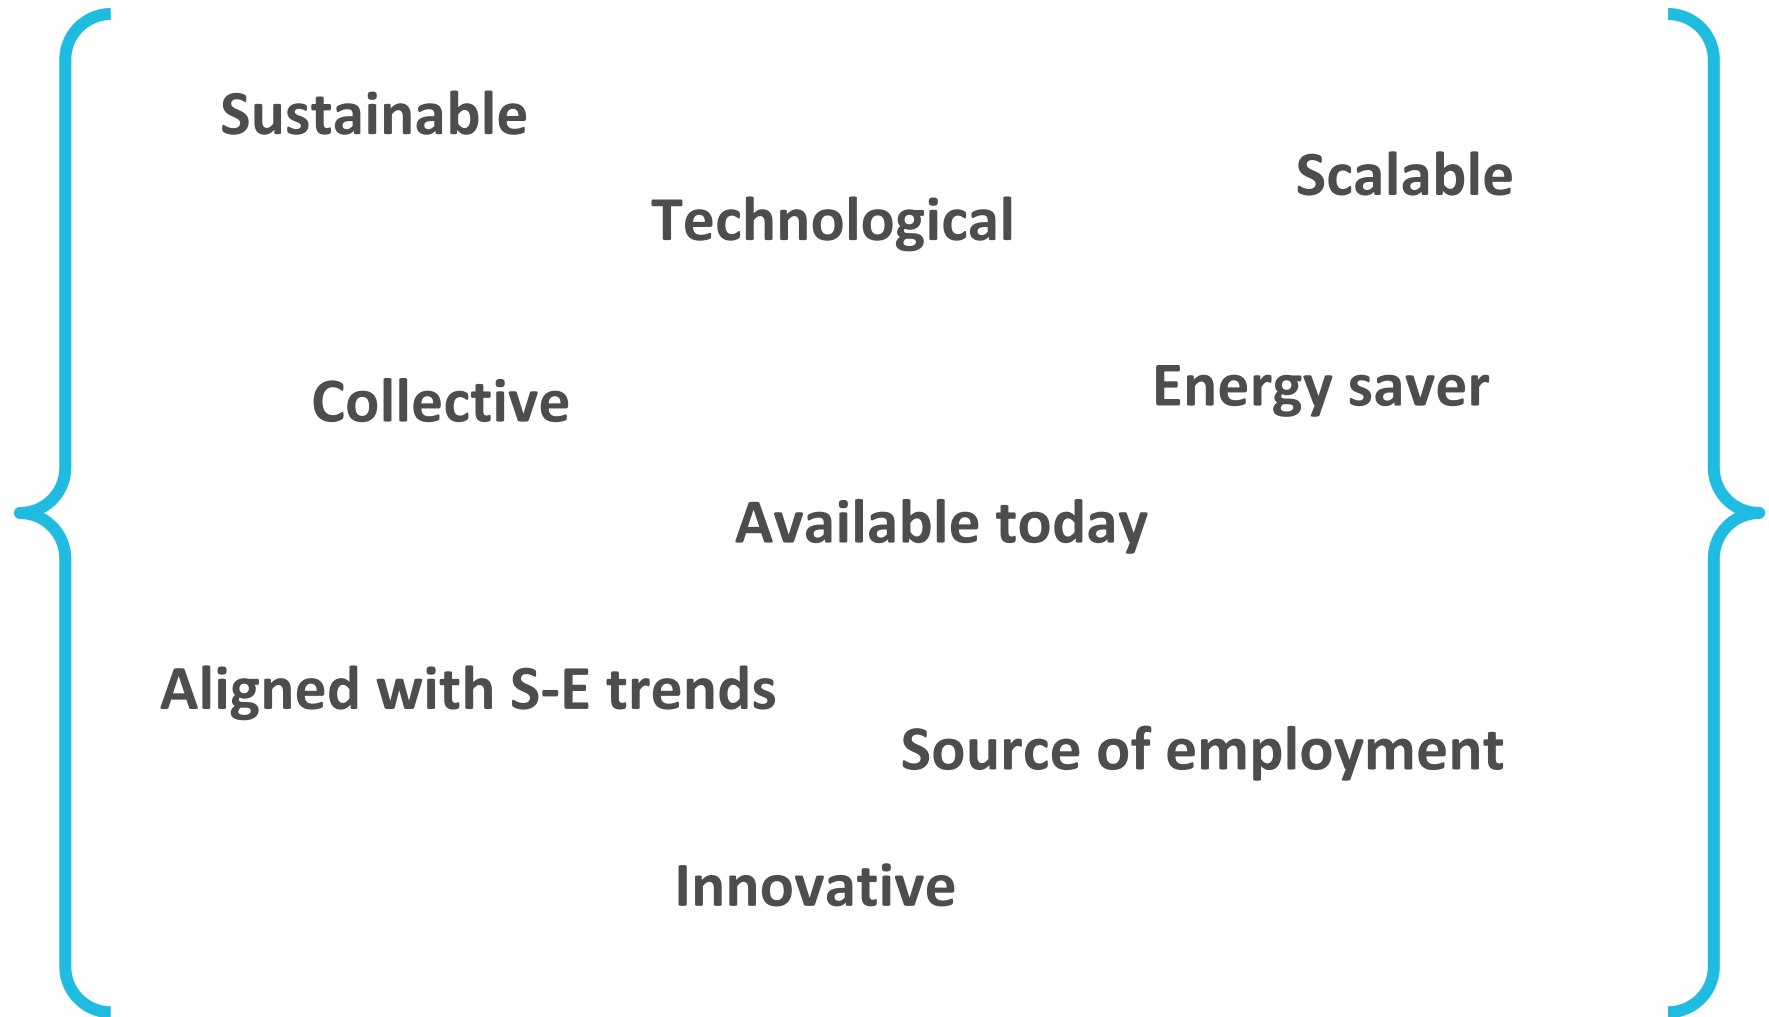 Sustainable
Scalable
Technological
Energy saver
Collective
Available today
Aligned with S-E trends
Source of employment
Innovative